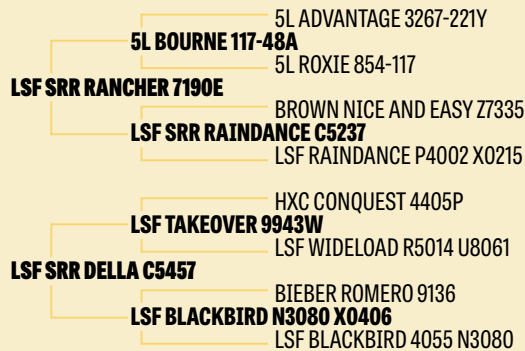 5L ADVANTAGE 3267-221Y
5L BOURNE 117-48A
5L ROXIE 854-117
LSF SRR RANCHER 7190E
BROWN NICE AND EASY Z7335
LSF SRR RAINDANCE C5237
LSF RAINDANCE P4002 X0215
HXC CONQUEST 4405P
LSF TAKEOVER 9943W
LSF WIDELOAD R5014 U8061
LSF SRR DELLA C5457
BIEBER ROMERO 9136
LSF BLACKBIRD N3080 X0406
LSF BLACKBIRD 4055 N3080